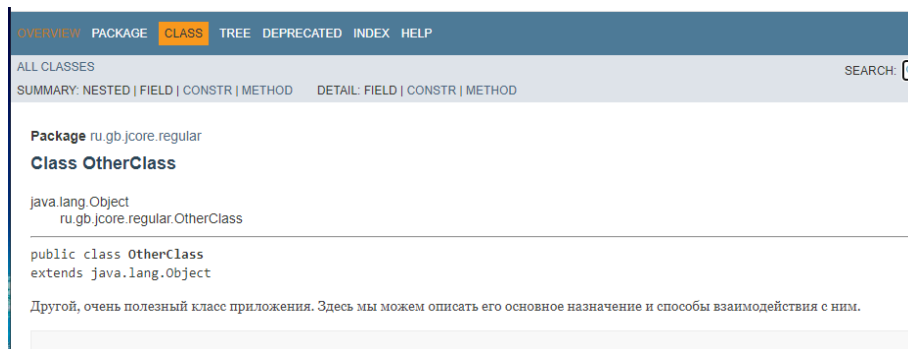 OVERVIEW PACKAGE CLASS TREE DEPRECATED INDEX HELP
ALL CLASSES
SEARCH:
SUMMARY: NESTED | FIELD | CONSTR | METHOD DETAIL: FIELD | CONSTR | METHOD
Package ru.gb.jcore.regular
Class OtherClass
java.lang.Object
ru.gb.jcore.regular.OtherClass
public class OtherClass
extends java.lang.Object
Другой, очень полезный класс приложения. Здесь мы можем описать его основное назначение и способы взаимодействия с ним.